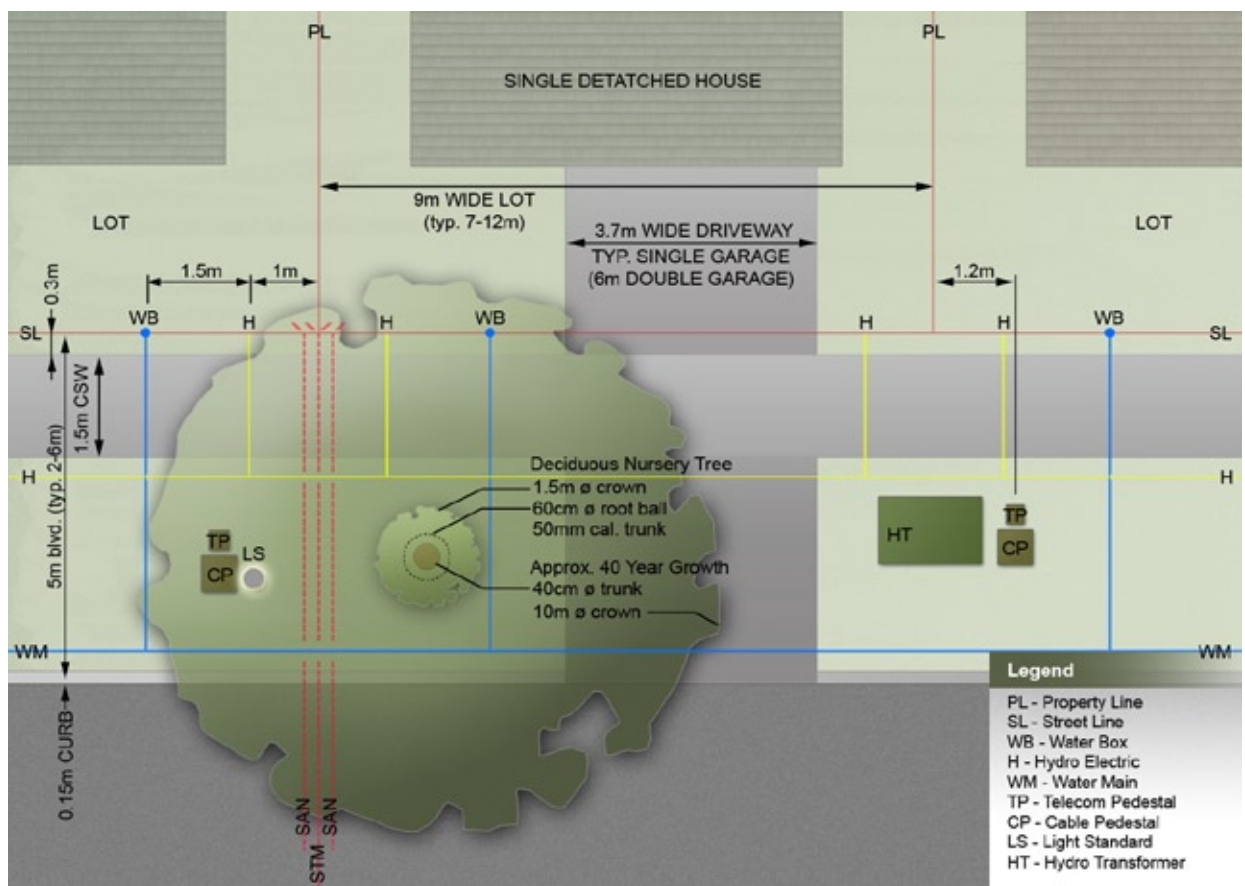 PL
PL
SINGLE DETATCHED HOUSE
9m WIDE LOT
(typ. 7-12m)
LOT
3.7m WIDE DRIVEWAY
TYP. SINGLE GARAGE
(6m DOUBLE GARAGE)
LOT
0.3m
1.5m
1m
1.2m
SL
WB
H
H
WB
H
H
WB
SL
1.5m CSW
5m blvd. (typ. 2-6m)
H
H
Deciduous Nursery Tree
1.5m ø crown
60cm ø root ball
50mm cal. trunk
TP
CP
LS
Approx. 40 Year Growth
40cm ø trunk
10m ø crown
HT
TP
CP
WM
WM
0.15m CURB
SAN
STM
SAN
Legend
PL - Property Line
SL - Street Line
WB - Water Box
H - Hydro Electric
WM - Water Main
TP - Telecom Pedestal
CP - Cable Pedestal
LS - Light Standard
HT - Hydro Transformer